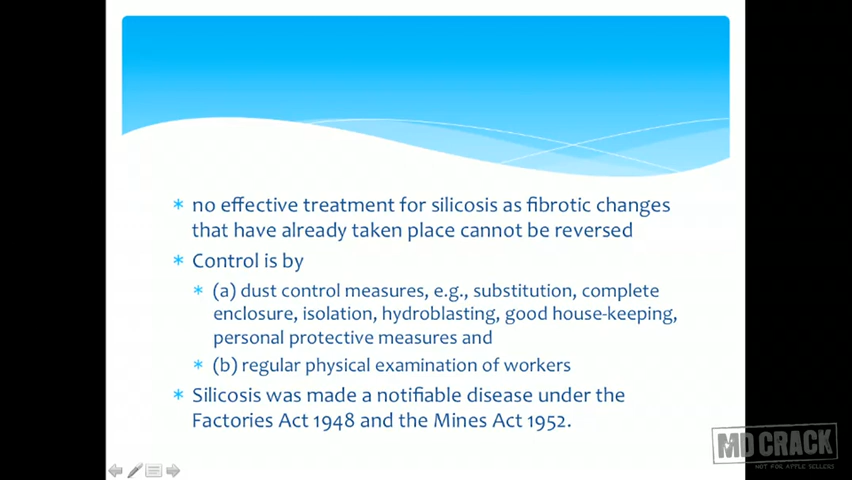 * no effective treatment for silicosis as fibrotic changes
that have already taken place cannot be reversed
* Control is by
* (a) dust control measures, e.g., substitution, complete
enclosure, isolation, hydroblasting, good house-keeping,
personal protective measures and
* (b) regular physical examination of workers
* Silicosis was made a notifiable disease under the
Factories Act 1948 and the Mines Act 1952.
MD CRACK
NOT FOR APPLE SELLERS